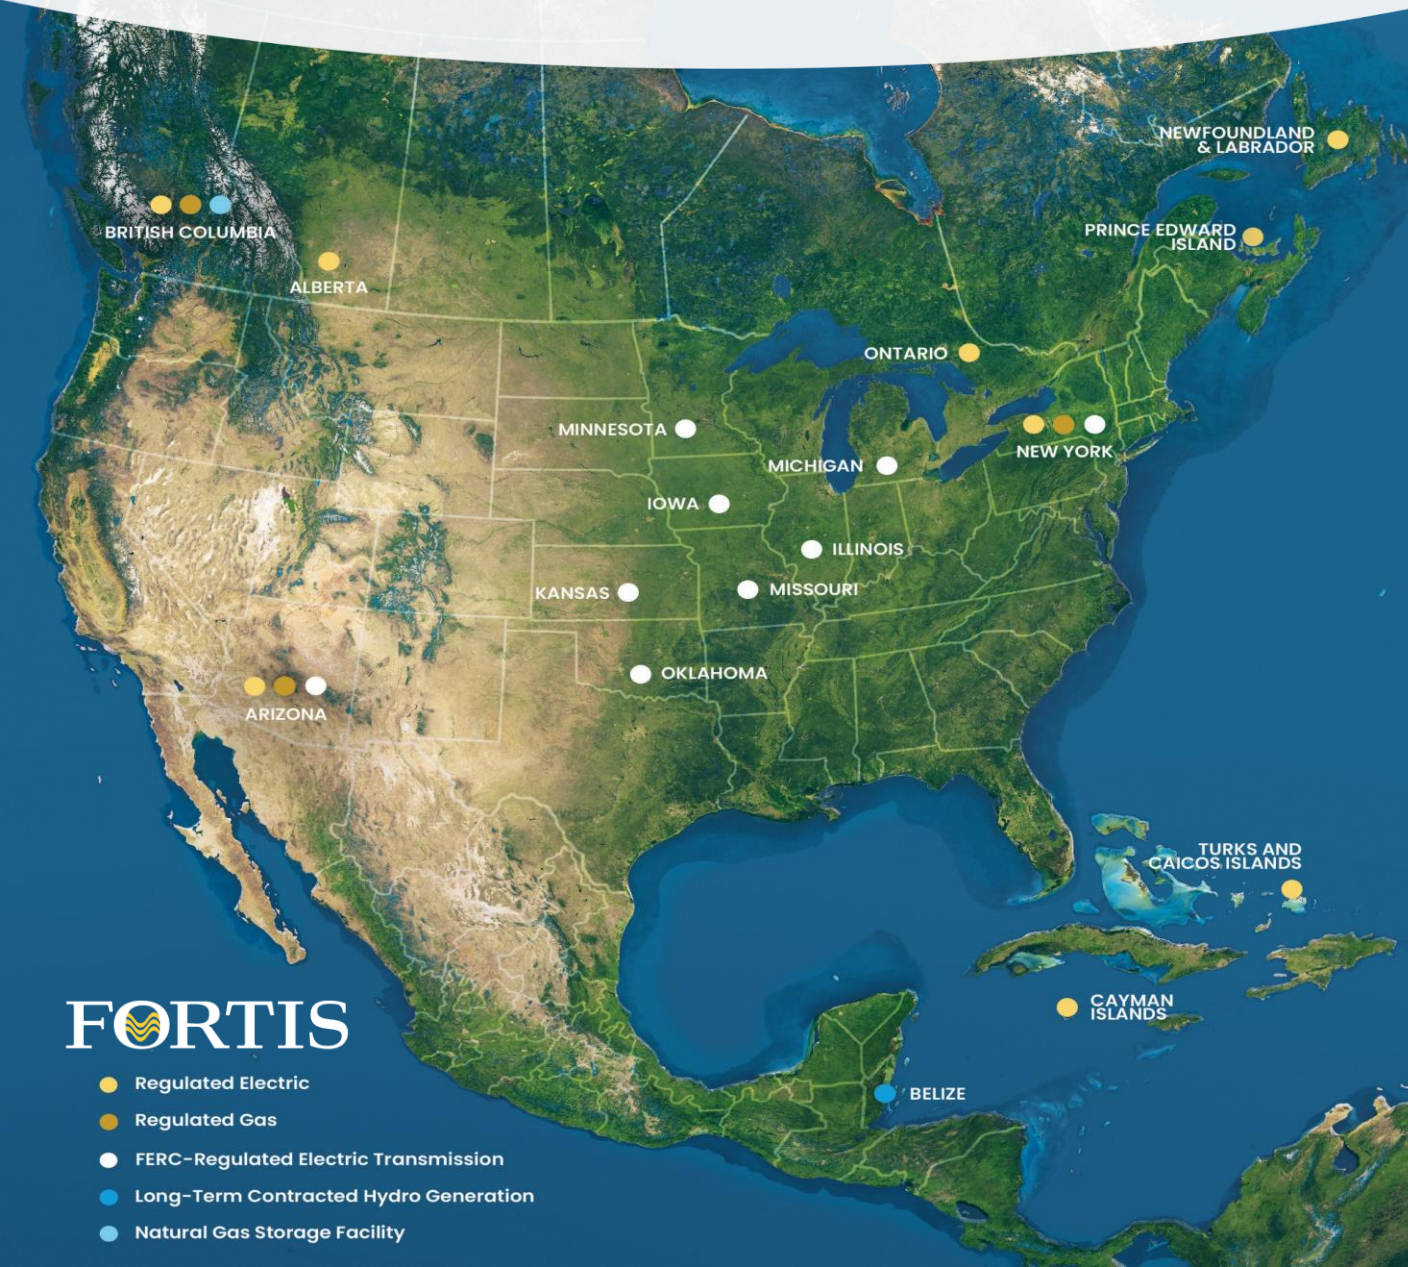 NEWFOUNDLAND
& LABRADOR
PRINCE EDWARD
ISLAND
BRITISH COLUMBIA
ALBERTA
ONTARIO
MINNESOTA
NEW YORK
MICHIGAN
IOWA
ILLINOIS
KANSAS
MISSOURI
OKLAHOMA
ARIZONA
TURKS AND
CAICOS ISLANDS
CAYMAN
ISLANDS
BELIZE
FORTIS
Regulated Electric
Regulated Gas
FERC-Regulated Electric Transmission
Long-Term Contracted Hydro Generation
Natural Gas Storage Facility